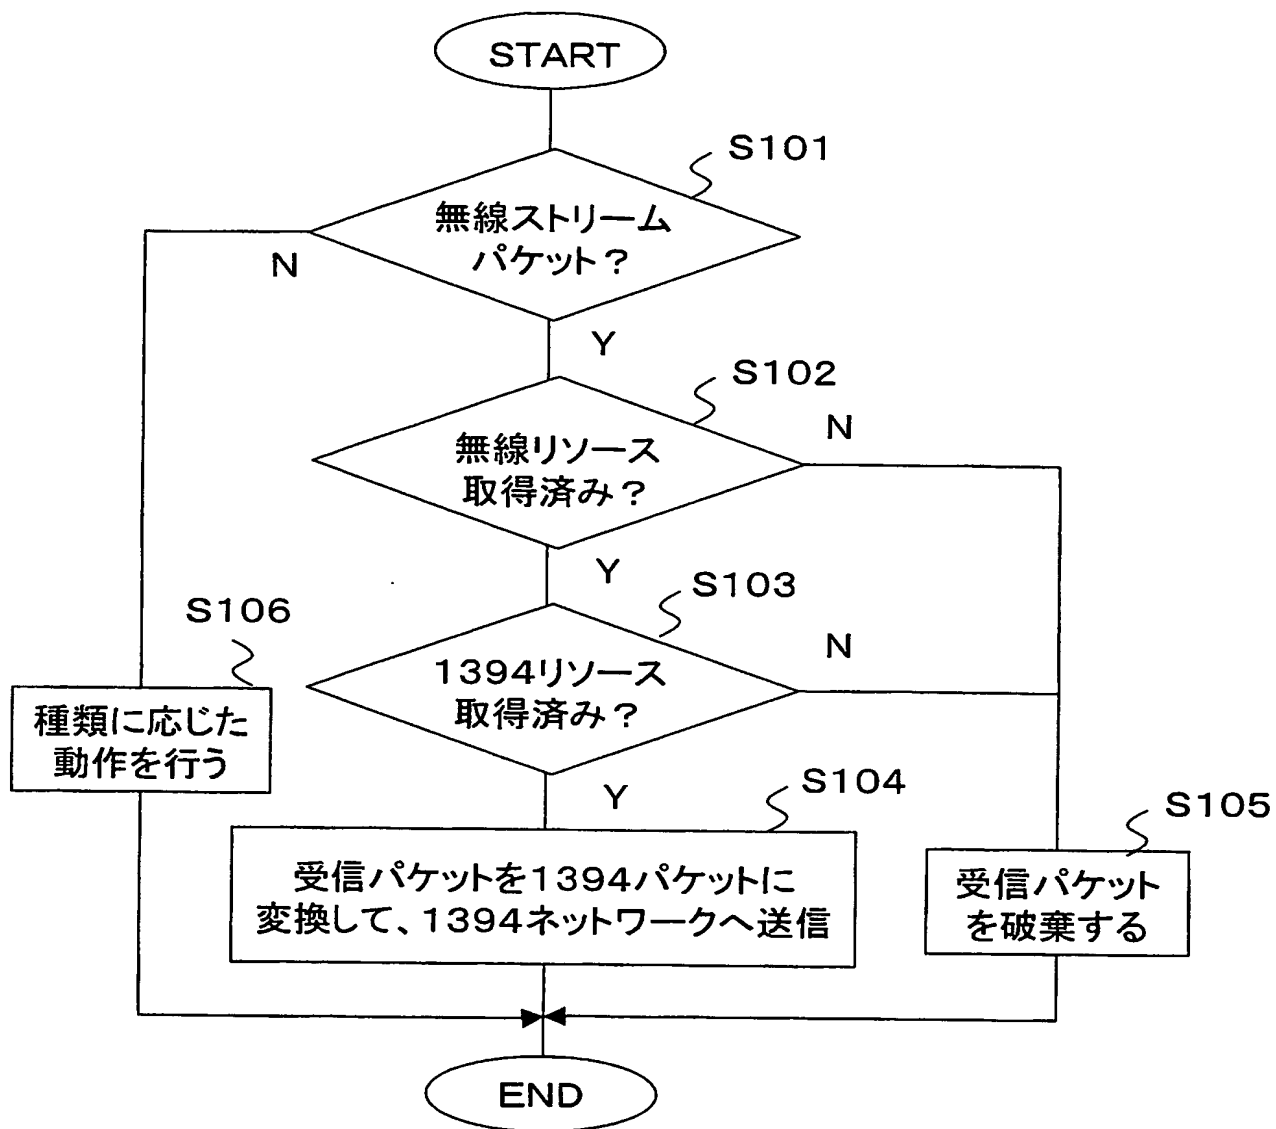 START
S101
無線ストリーム
パケット？
N
Y
S102
無線リソース
取得済み？
N
Y
S103
1394リソース
取得済み？
N
Y
S106
種類に応じた
動作を行う
S104
受信パケットを1394パケットに
変換して、1394ネットワークへ送信
S105
受信パケット
を破棄する
END